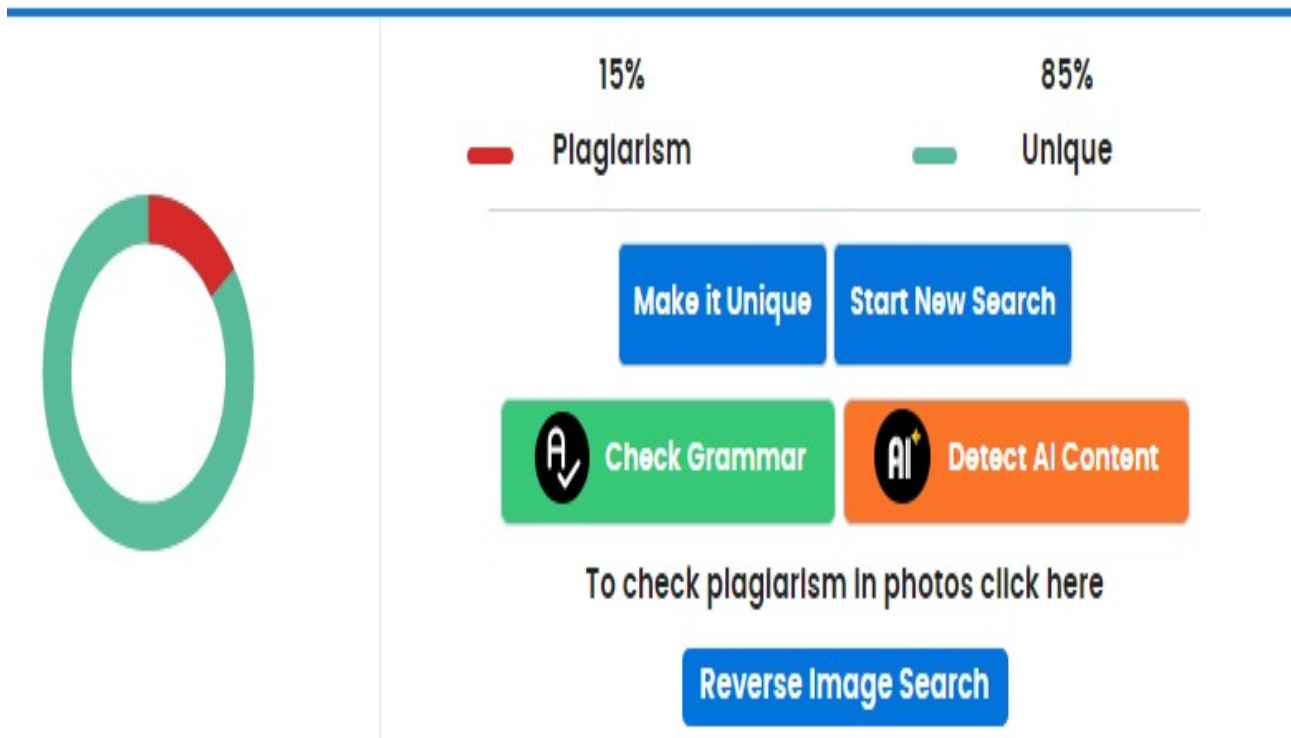 15% 85%
Plagiarism Unique
Make it Unique Start New Search
A Check Grammar AI Detect AI Content
To check plagiarism in photos click here
Reverse Image Search